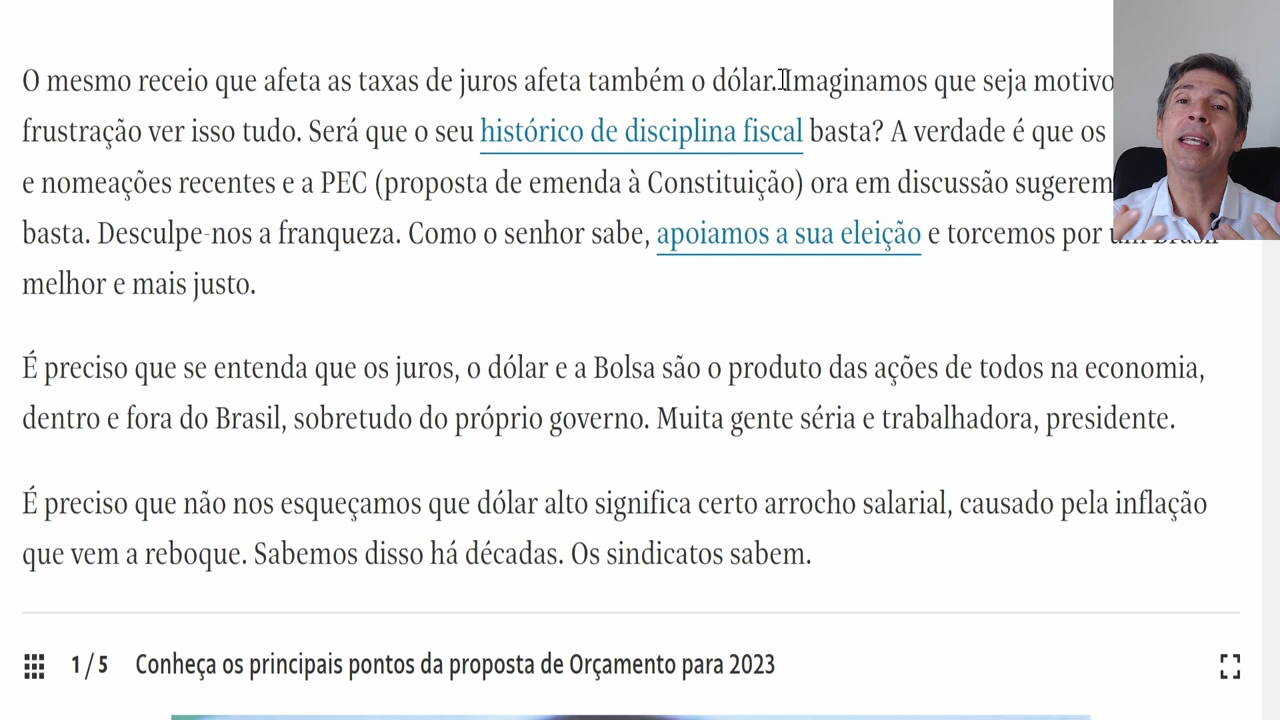 O mesmo receio que afeta as taxas de juros afeta também o dólar. Imaginamos que seja motivo
frustração ver isso tudo. Será que o seu histórico de disciplina fiscal basta? A verdade é que os
e nomeações recentes e a PEC (proposta de emenda à Constituição) ora em discussão sugerem
basta. Desculpe-nos a franqueza. Como o senhor sabe, apoiamos a sua eleição e torcemos por
melhor e mais justo.
É preciso que se entenda que os juros, o dólar e a Bolsa são o produto das ações de todos na economia,
dentro e fora do Brasil, sobretudo do próprio governo. Muita gente séria e trabalhadora, presidente.
É preciso que não nos esqueçamos que dólar alto significa certo arrocho salarial, causado pela inflação
que vem a reboque. Sabemos disso há décadas. Os sindicatos sabem.
1 / 5 Conheça os principais pontos da proposta de Orçamento para 2023